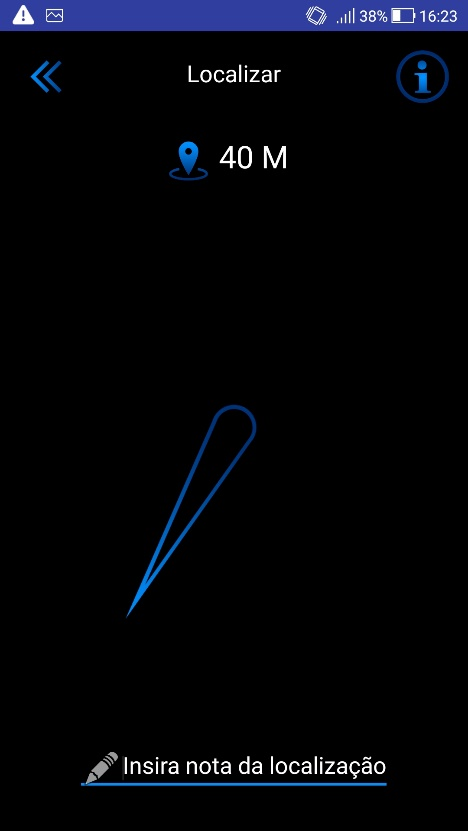 38% 16:23
Localizar
40 M
Insira nota da localização